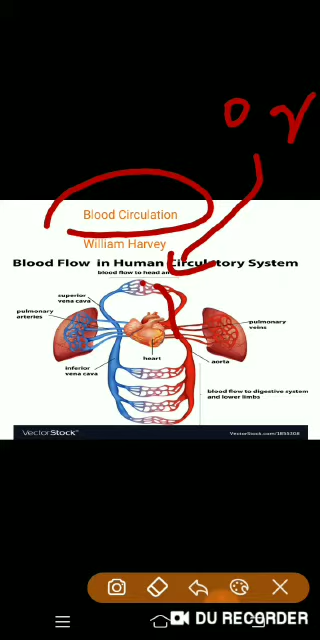 Blood Circulation
William Harvey
Blood Flow in Human Circulatory System
superior
vena cava
pulmonary
arteries
pulmonary
veins
heart
inferior
vena cava
aorta
blood flow to digestive system
and lower limbs
VectorStock
VectorStock.com/1855308
DU RECORDER
blood flow to head an